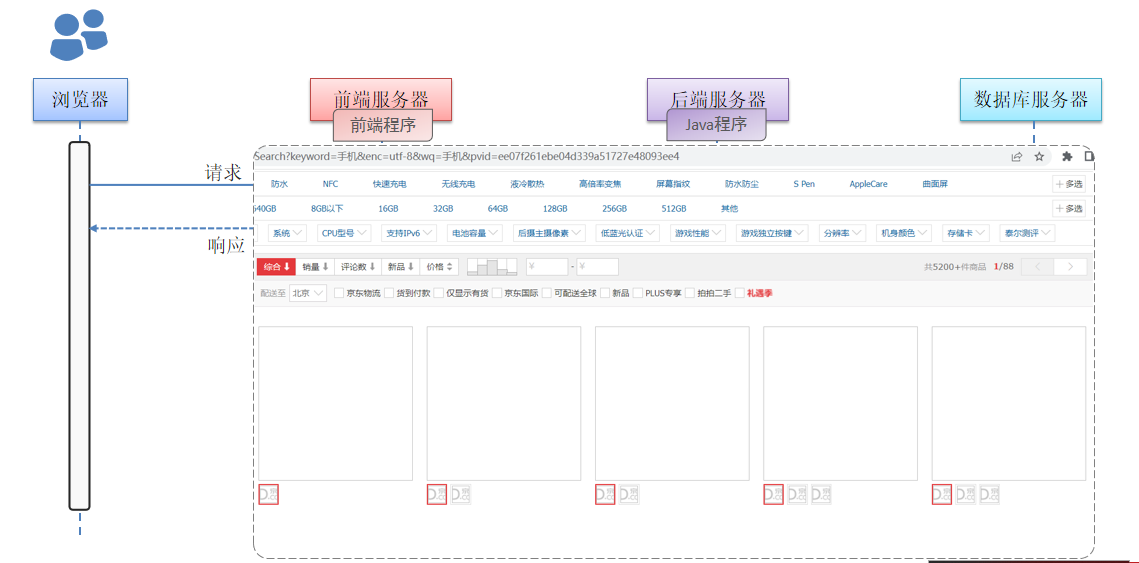 浏览器
前端服务器
后端服务器
数据库服务器
前端程序
Java程序
请求
响应
Search?keyword=手机&enc=utf-8&wq=手机&pvid=ee07f261ebe04d339a51727e48093ee4
防水 NFC 快速充电 无线充电 液冷散热 高倍率变焦 屏幕指纹 防水防尘 S Pen AppleCare 曲面屏 +多选
640GB 8GB以下 16GB 32GB 64GB 128GB 256GB 512GB 其他 +多选
系统 CPU型号 支持IPv6 电池容量 后摄主摄像素 低蓝光认证 游戏性能 游戏独立按键 分辨率 机身颜色 存储卡 泰尔测评
综合 销量 评论数 新品 价格 ¥ - ¥ 共5200+件商品 1/88 < >
配送至 北京 京东物流 货到付款 仅显示有货 京东国际 可配送全球 新品 PLUS专享 拍拍二手 礼遇季